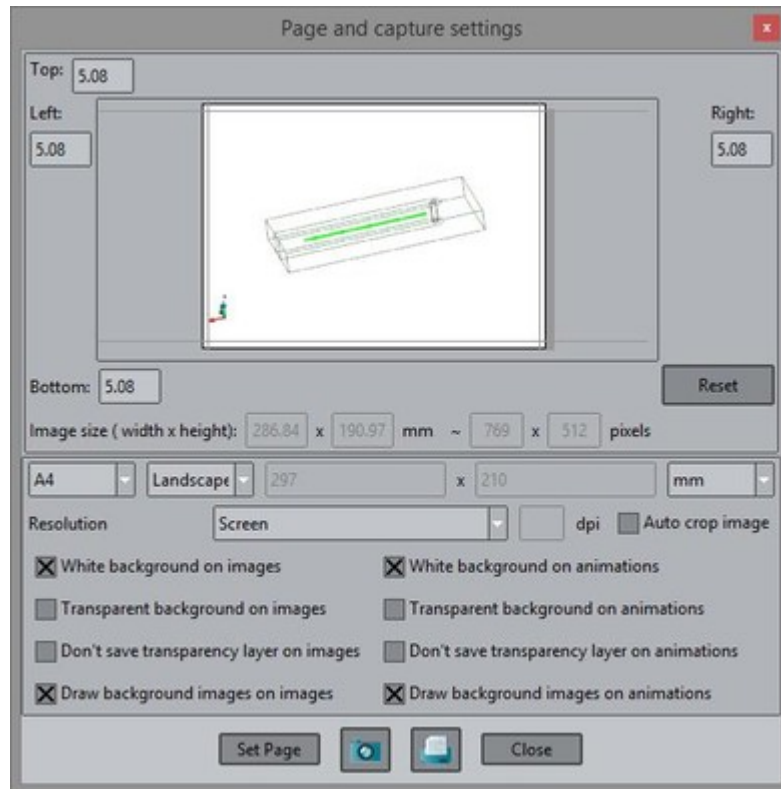 Page and capture settings
x
Top: 5.08
Left: Right:
5.08 5.08
Bottom: 5.08 Reset
Image size ( width x height): 286.84 x 190.97 mm ~ 769 x 512 pixels
A4 Landscape 297 x 210 mm
Resolution Screen dpi Auto crop image
White background on images White background on animations
Transparent background on images Transparent background on animations
Don't save transparency layer on images Don't save transparency layer on animations
Draw background images on images Draw background images on animations
Set Page Close